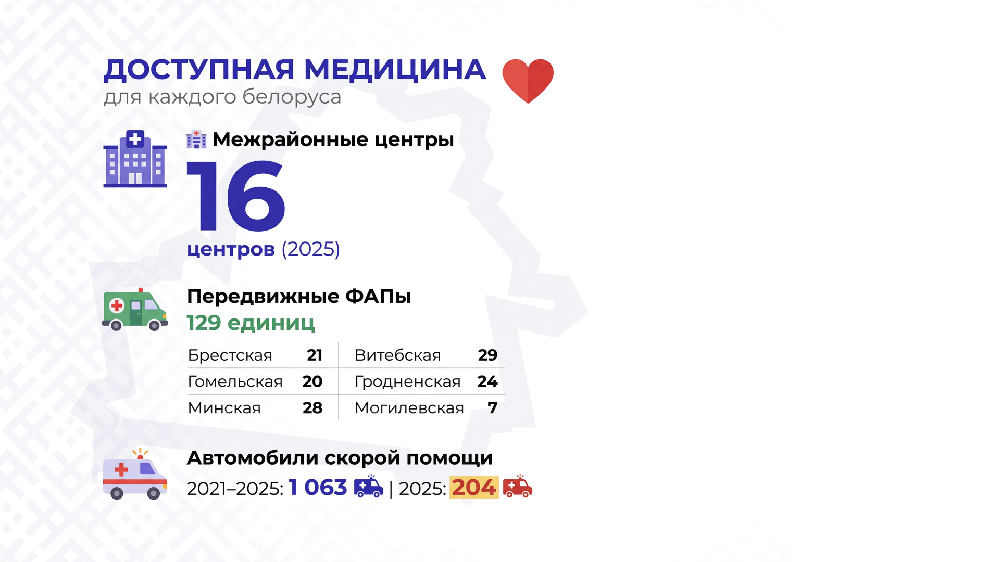 ДОСТУПНАЯ МЕДИЦИНА
для каждого белоруса
Межрайонные центры
16
центров (2025)
Передвижные ФАПы
129 единиц
Брестская 21 Витебская 29
Гомельская 20 Гродненская 24
Минская 28 Могилевская 7
Автомобили скорой помощи
2021–2025: 1 063 | 2025: 204